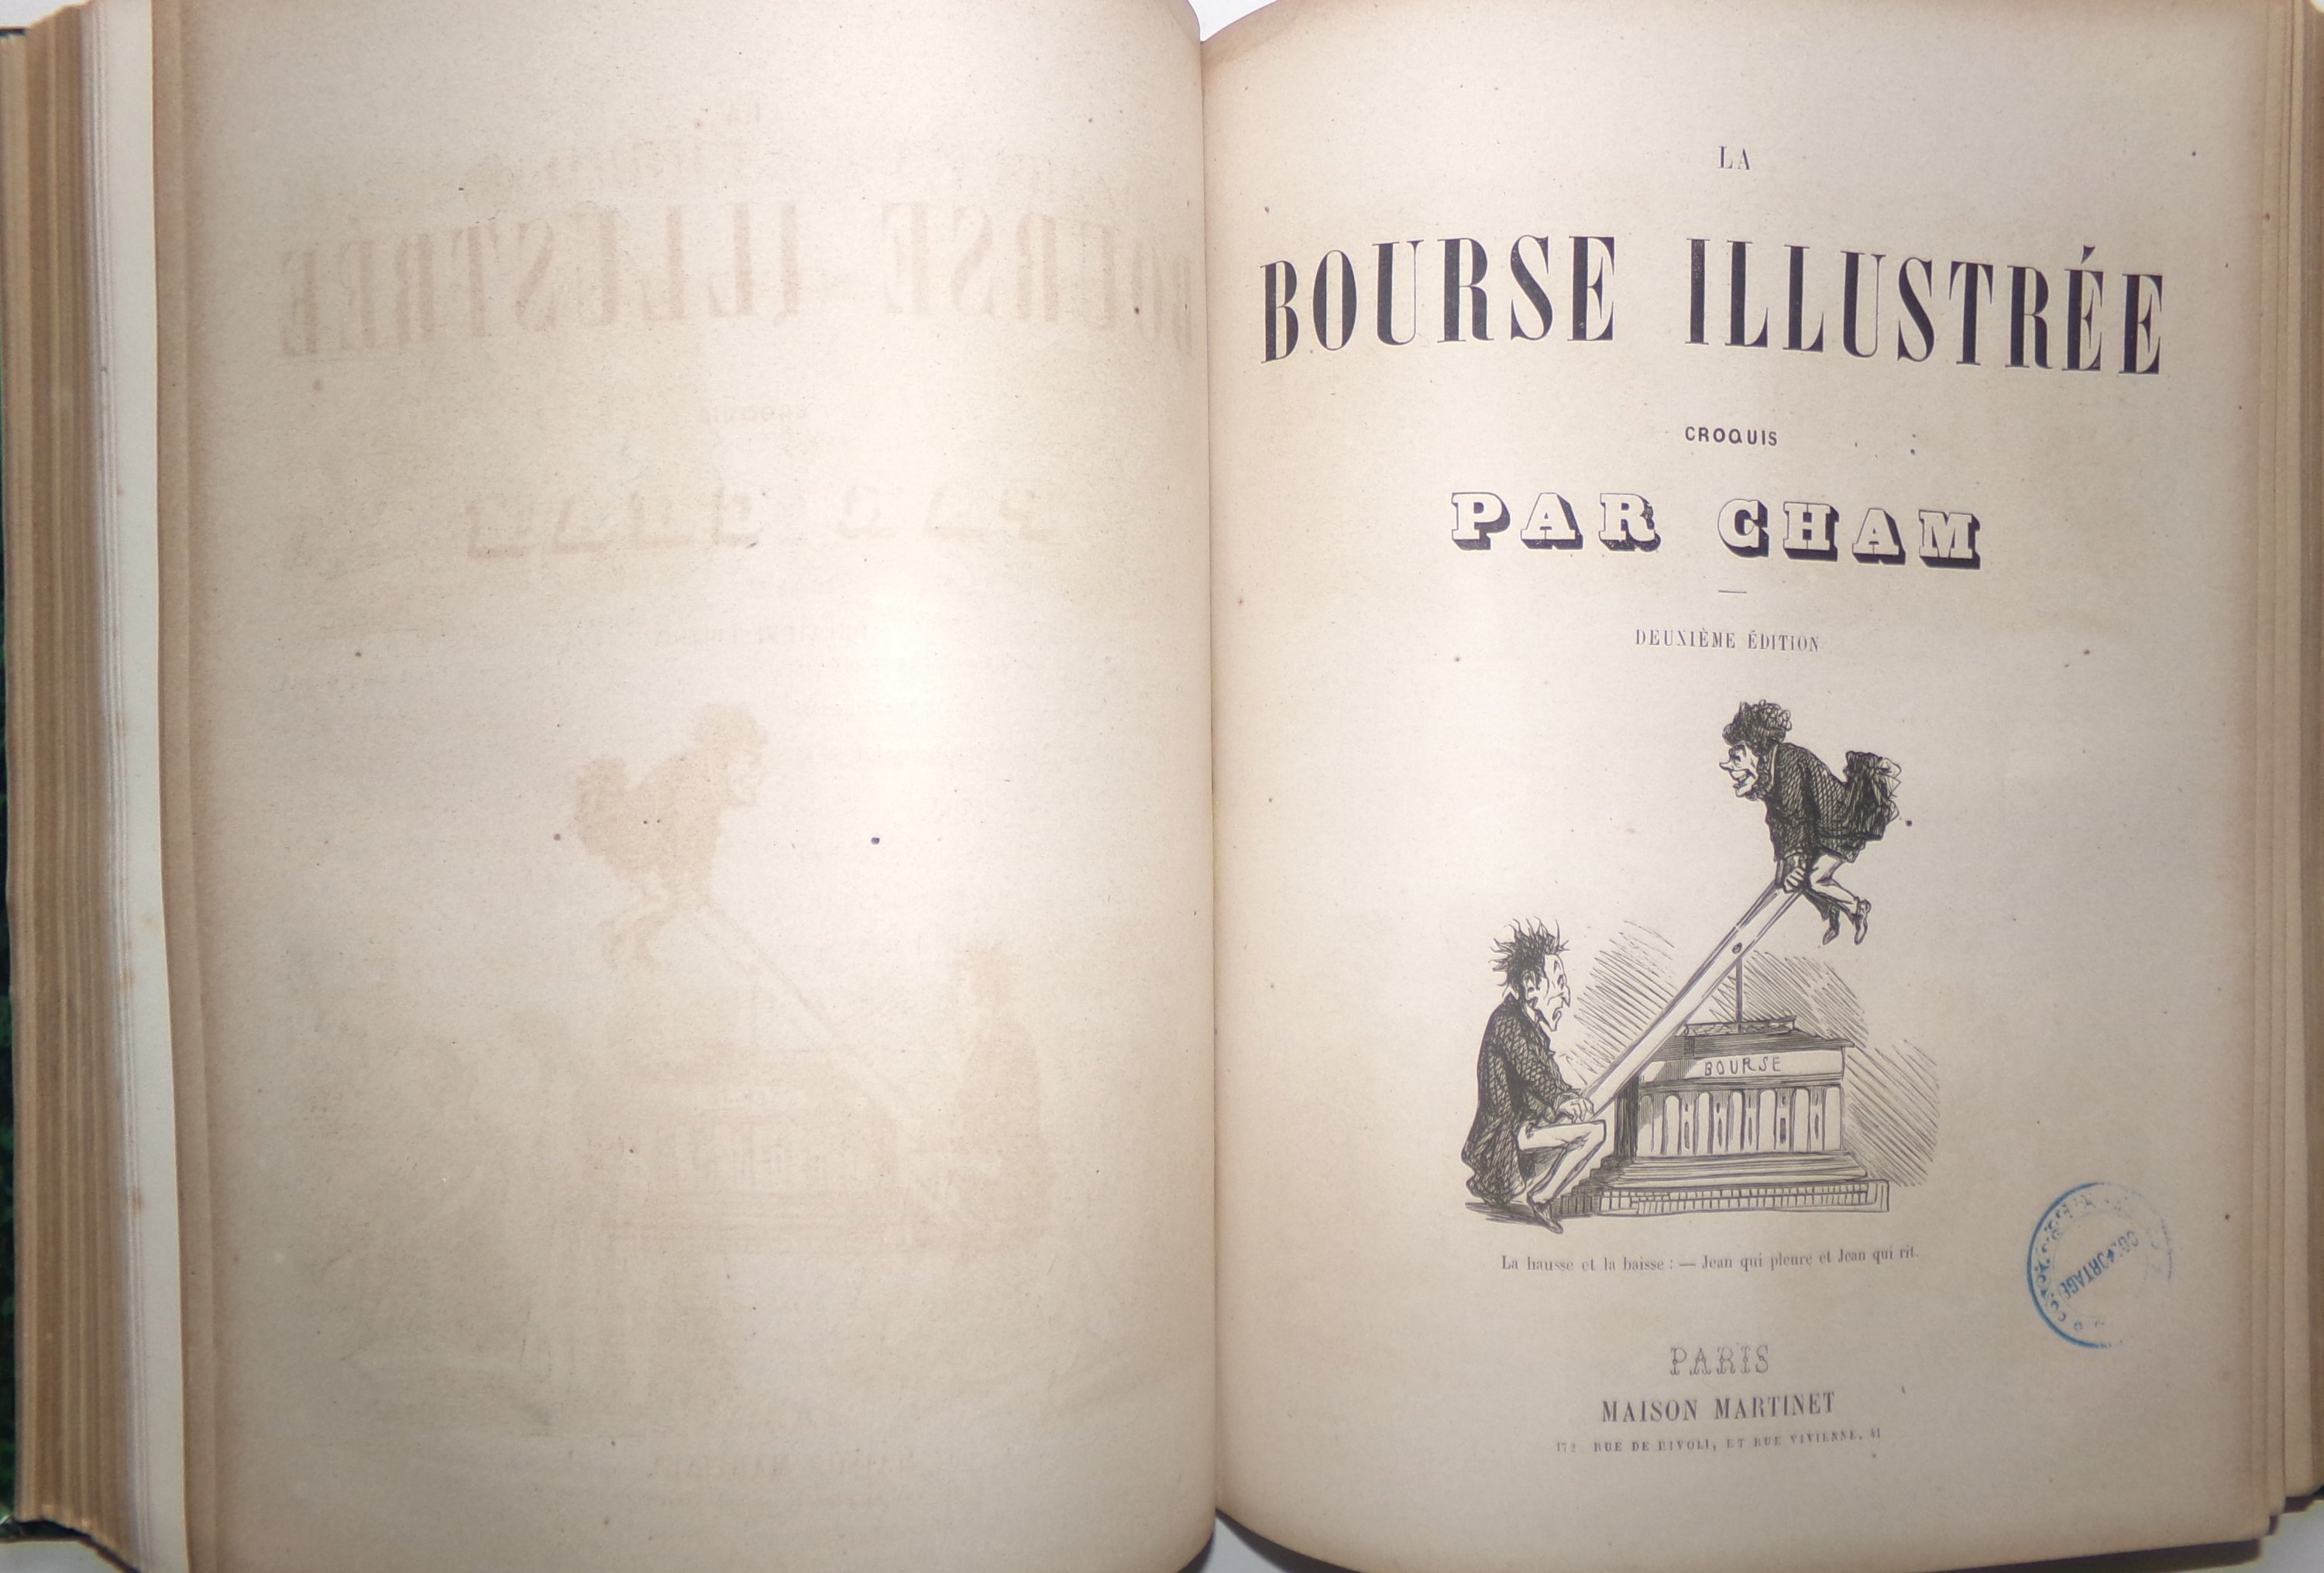 LA
BOURSE ILLUSTRÉE
CROQUIS
PAR CHAM
DEUXIÈME ÉDITION
BOURSE
La hausse et la baisse : — Jean qui pleure et Jean qui rit.
COLPORTAGE
PARIS
MAISON MARTINET
172 RUE DE RIVOLI, ET RUE VIVIENNE, 41